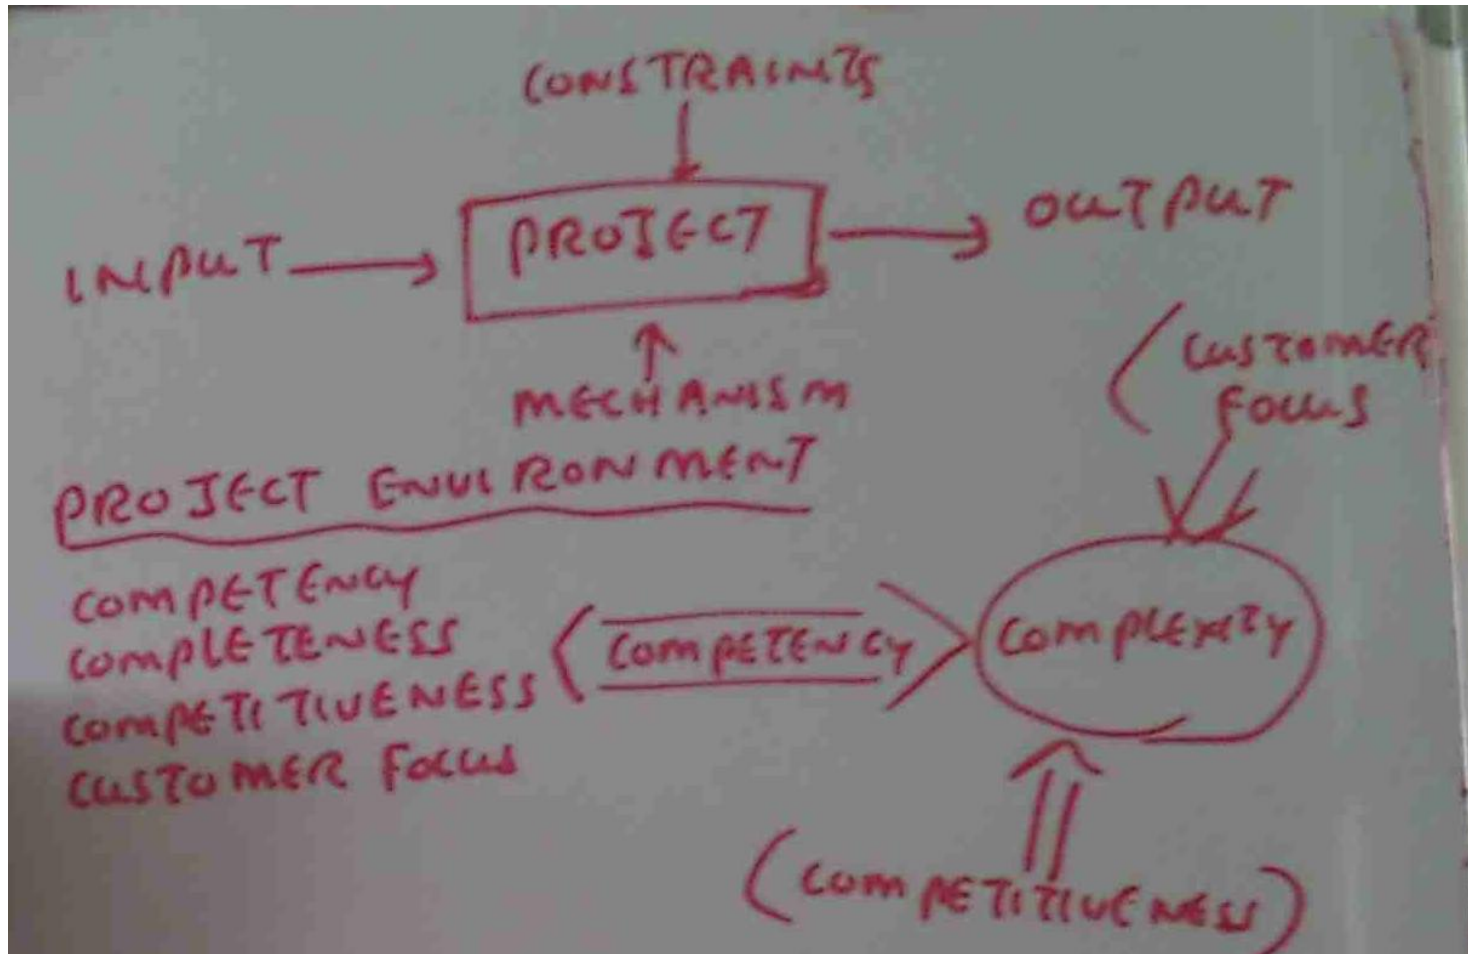 CONSTRAINTS
PROJECT
INPUT
OUTPUT
MECHANISM
(CUSTOMER
FOCUS
PROJECT ENVIRONMENT
COMPETENCY
COMPLETENESS
COMPETITIVENESS
CUSTOMER FOCUS
COMPETENCY
COMPLEXITY
(COMPETITIVENESS)